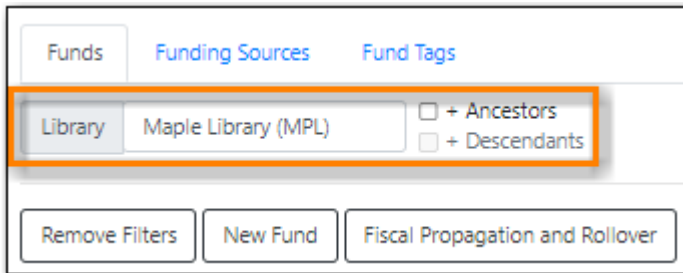 Funds Funding Sources Fund Tags
Library Maple Library (MPL) + Ancestors
+ Descendants
Remove Filters New Fund Fiscal Propagation and Rollover